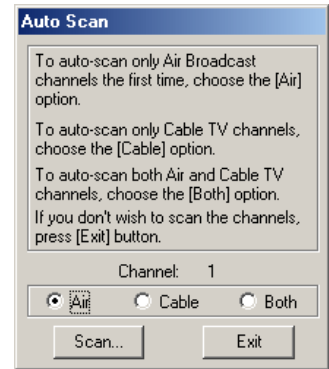 Auto Scan
To auto-scan only Air Broadcast
channels the first time, choose the [Air]
option.
To auto-scan only Cable TV channels,
choose the [Cable] option.
To auto-scan both Air and Cable TV
channels, choose the [Both] option.
If you don't wish to scan the channels,
press [Exit] button.
Channel: 1
Air Cable Both
Scan... Exit